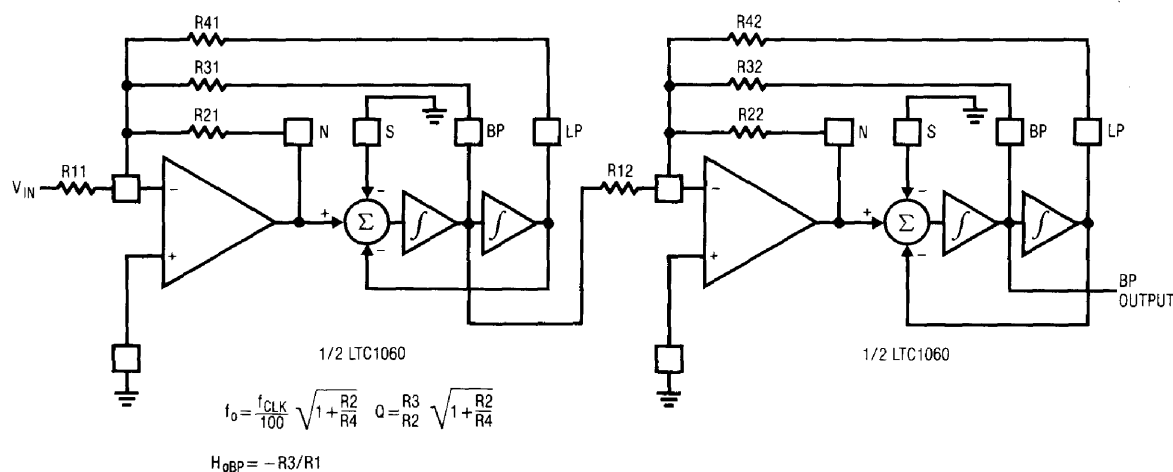 R41
R42
R31
R32
R21
N
S
BP
LP
R22
N
S
BP
LP
V_IN
R11
−
+
Σ
−
−
∫
∫
R12
−
+
Σ
−
−
∫
∫
+
+
BP
OUTPUT
1/2 LTC1060
1/2 LTC1060
f_o = f_CLK/100 √(1 + R2/R4) Q = R3/R2 √(1 + R2/R4)
H_oBP = −R3/R1